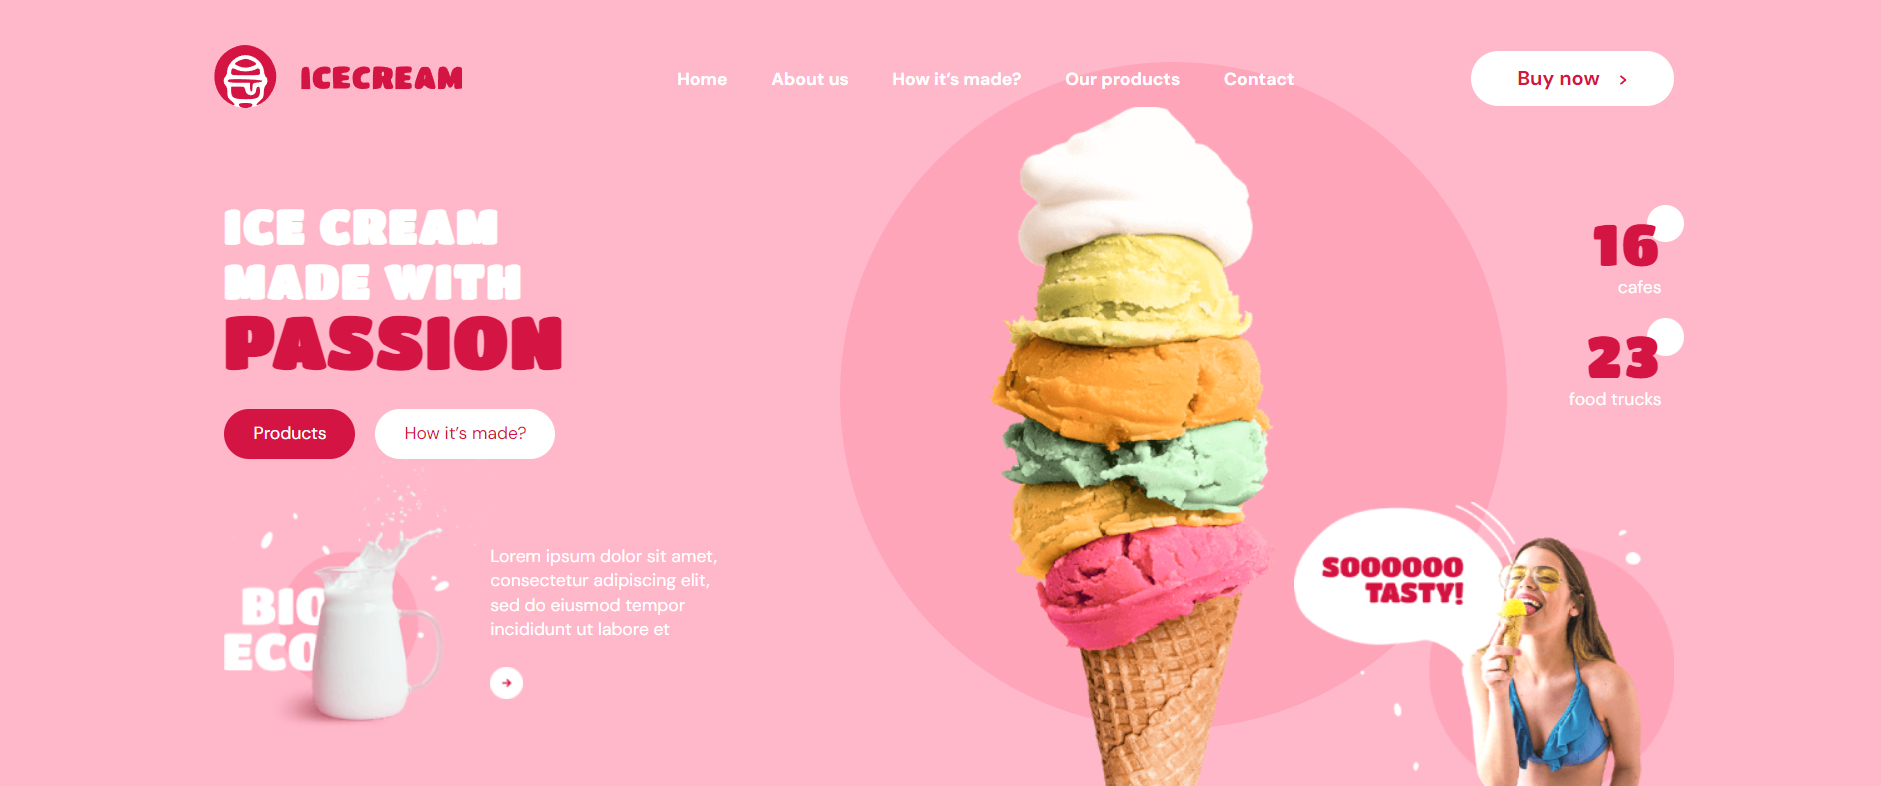 ICECREAM
Home
About us
How it's made?
Our products
Contact
Buy now
ICE CREAM
MADE WITH
PASSION
Products
How it's made?
16
cafes
23
food trucks
BIO
ECO
Lorem ipsum dolor sit amet,
consectetur adipiscing elit,
sed do eiusmod tempor
incididunt ut labore et
SOOOOOO
TASTY!